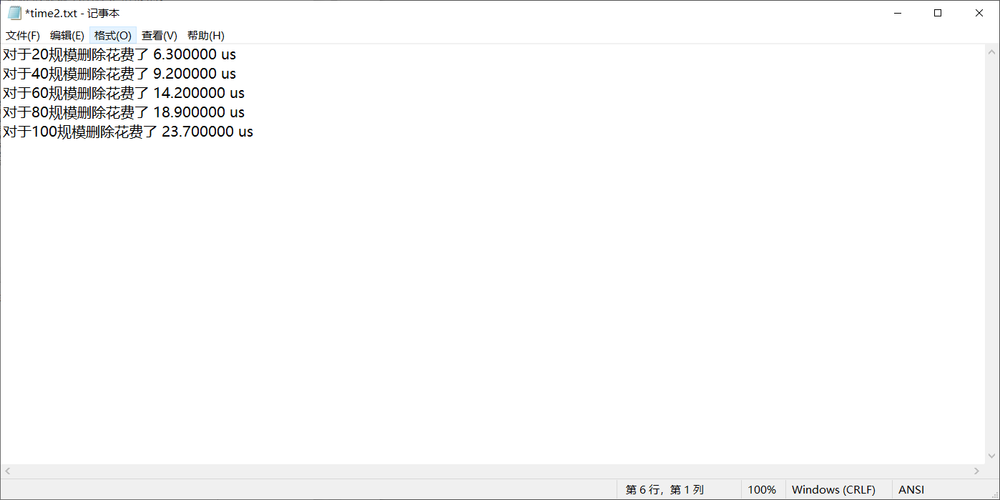 *time2.txt - 记事本
文件(F) 编辑(E) 格式(O) 查看(V) 帮助(H)
对于20规模删除花费了 6.300000 us
对于40规模删除花费了 9.200000 us
对于60规模删除花费了 14.200000 us
对于80规模删除花费了 18.900000 us
对于100规模删除花费了 23.700000 us
第 6 行，第 1 列 100% Windows (CRLF) ANSI